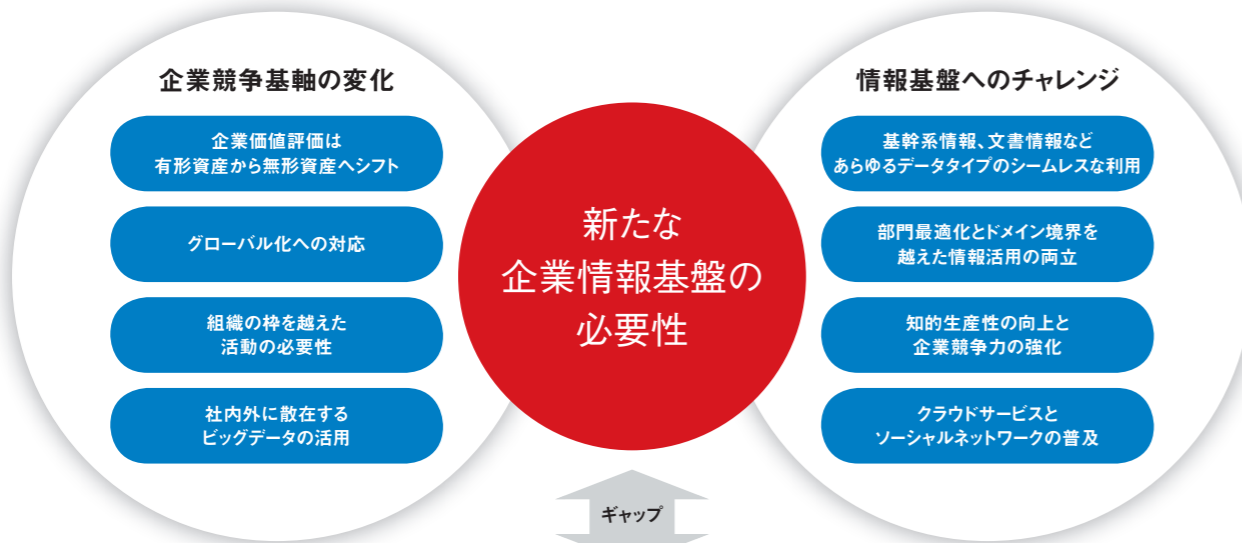 企業競争基軸の変化
企業価値評価は
有形資産から無形資産へシフト
グローバル化への対応
組織の枠を越えた
活動の必要性
社内外に散在する
ビッグデータの活用
新たな
企業情報基盤の
必要性
ギャップ
情報基盤へのチャレンジ
基幹系情報、文書情報など
あらゆるデータタイプのシームレスな利用
部門最適化とドメイン境界を
越えた情報活用の両立
知的生産性の向上と
企業競争力の強化
クラウドサービスと
ソーシャルネットワークの普及